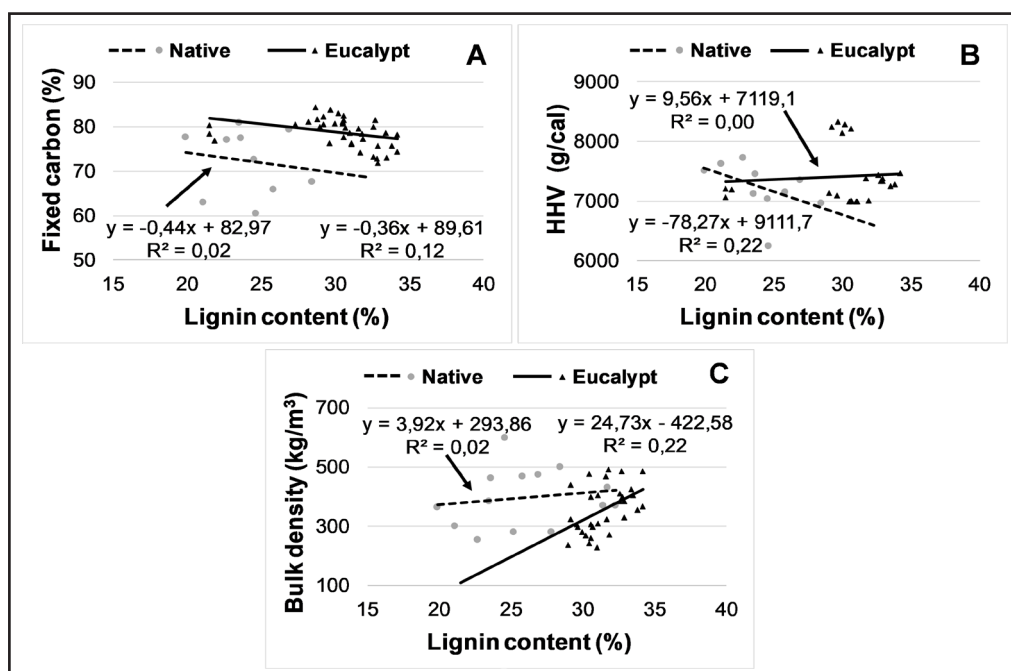 Native Eucalypt A
Fixed carbon (%)
90
80
70
60
50
y = -0,44x + 82,97
R² = 0,02
y = -0,36x + 89,61
R² = 0,12
15 20 25 30 35 40
Lignin content (%)
Native Eucalypt B
HHV (g/cal)
9000
8000
7000
6000
y = 9,56x + 7119,1
R² = 0,00
y = -78,27x + 9111,7
R² = 0,22
15 20 25 30 35 40
Lignin content (%)
Native Eucalypt C
Bulk density (kg/m³)
700
500
300
100
y = 3,92x + 293,86
R² = 0,02
y = 24,73x - 422,58
R² = 0,22
15 20 25 30 35 40
Lignin content (%)